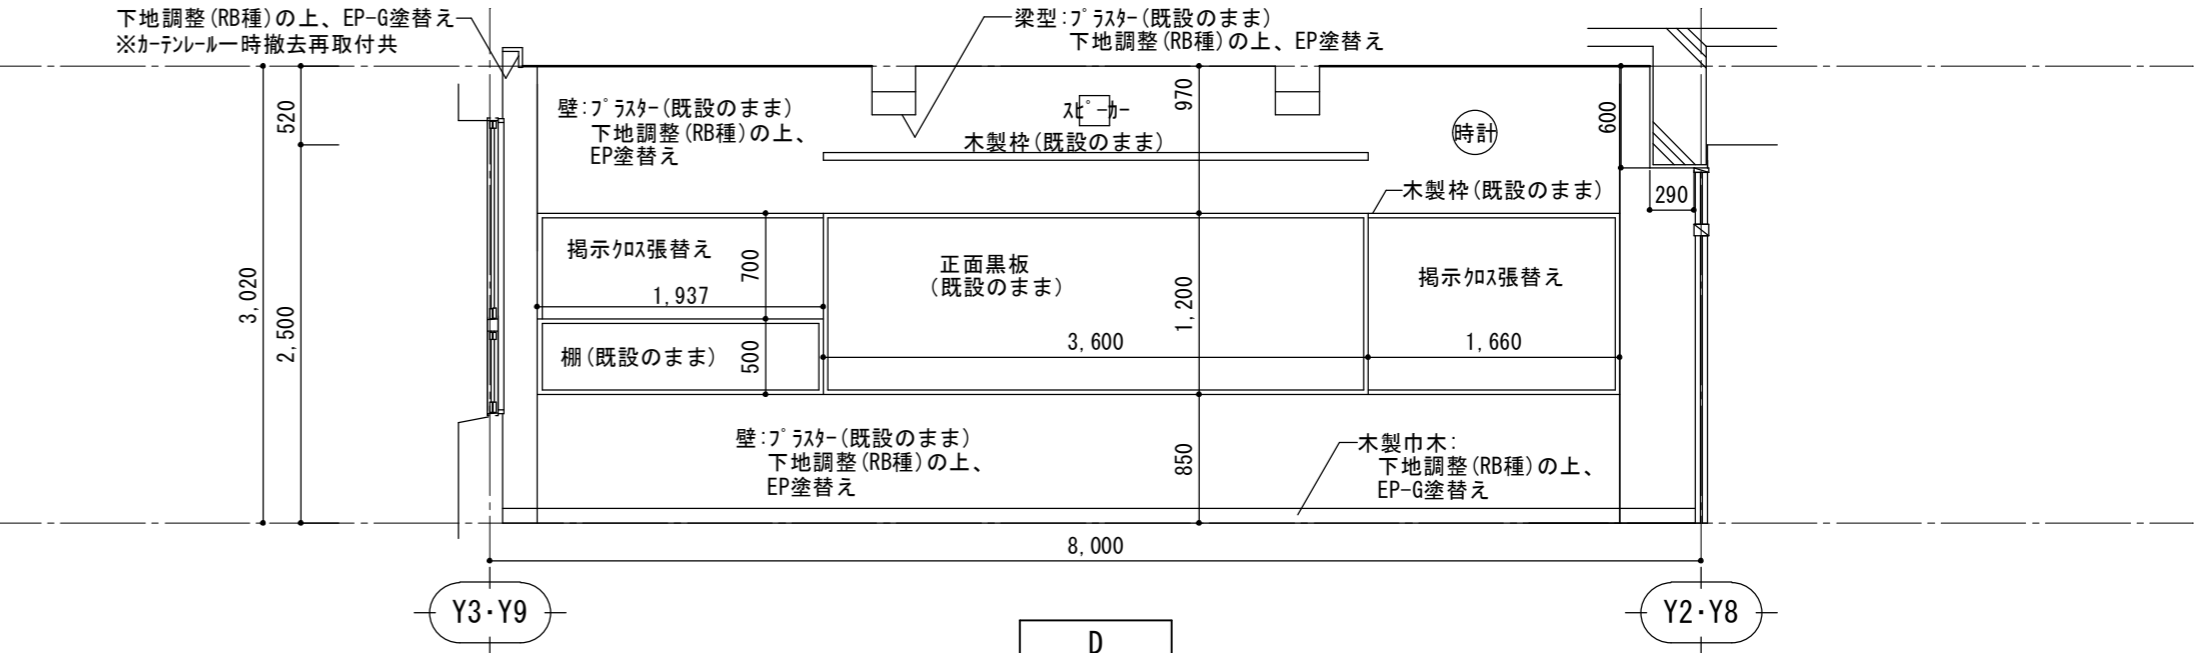 下地調整(RB種)の上、EP-G塗替え
※ｶｰﾃﾝﾚｰﾙ一時撤去再取付共
梁型:ﾌﾟﾗｽﾀｰ(既設のまま)
下地調整(RB種)の上、EP塗替え
520
970
600
壁:ﾌﾟﾗｽﾀｰ(既設のまま)
下地調整(RB種)の上、
EP塗替え
ｽﾋﾟｰｶｰ
木製枠(既設のまま)
時計
木製枠(既設のまま)
290
3,020
2,500
掲示ｸﾛｽ張替え
700
1,937
正面黒板
(既設のまま)
1,200
掲示ｸﾛｽ張替え
3,600
1,660
棚(既設のまま)
500
壁:ﾌﾟﾗｽﾀｰ(既設のまま)
下地調整(RB種)の上、
EP塗替え
850
木製巾木:
下地調整(RB種)の上、
EP-G塗替え
8,000
Y3・Y9
Y2・Y8
D